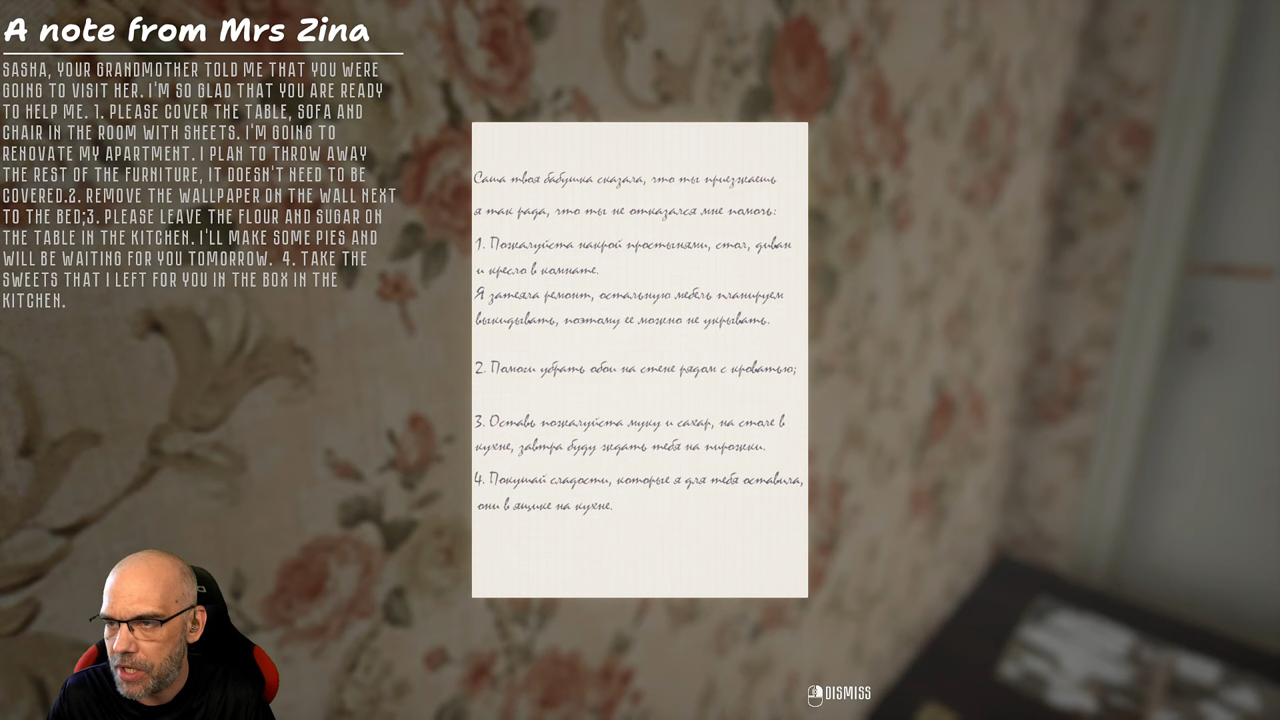 A note from Mrs Zina
SASHA, YOUR GRANDMOTHER TOLD ME THAT YOU WERE
GOING TO VISIT HER. I'M SO GLAD THAT YOU ARE READY
TO HELP ME. 1. PLEASE COVER THE TABLE, SOFA AND
CHAIR IN THE ROOM WITH SHEETS. I'M GOING TO
RENOVATE MY APARTMENT. I PLAN TO THROW AWAY
THE REST OF THE FURNITURE, IT DOESN'T NEED TO BE
COVERED.2. REMOVE THE WALLPAPER ON THE WALL NEXT
TO THE BED;3. PLEASE LEAVE THE FLOUR AND SUGAR ON
THE TABLE IN THE KITCHEN. I'LL MAKE SOME PIES AND
WILL BE WAITING FOR YOU TOMORROW. 4. TAKE THE
SWEETS THAT I LEFT FOR YOU IN THE BOX IN THE
KITCHEN.
Саша твоя бабушка сказала, что ты приезжаешь
я так рада, что ты не отказался мне помочь:
1. Пожалуйста накрой простынями, стол, диван
и кресло в комнате.
Я затеяла ремонт, остальную мебель планируем
выкидывать, поэтому ее можно не укрывать.
2. Помоги убрать обои на стене рядом с кроватью;
3. Оставь пожалуйста муку и сахар, на столе в
кухне, завтра буду ждать тебя на пирожки.
4. Покушай сладости, которые я для тебя оставила,
они в ящике на кухне.
DISMISS